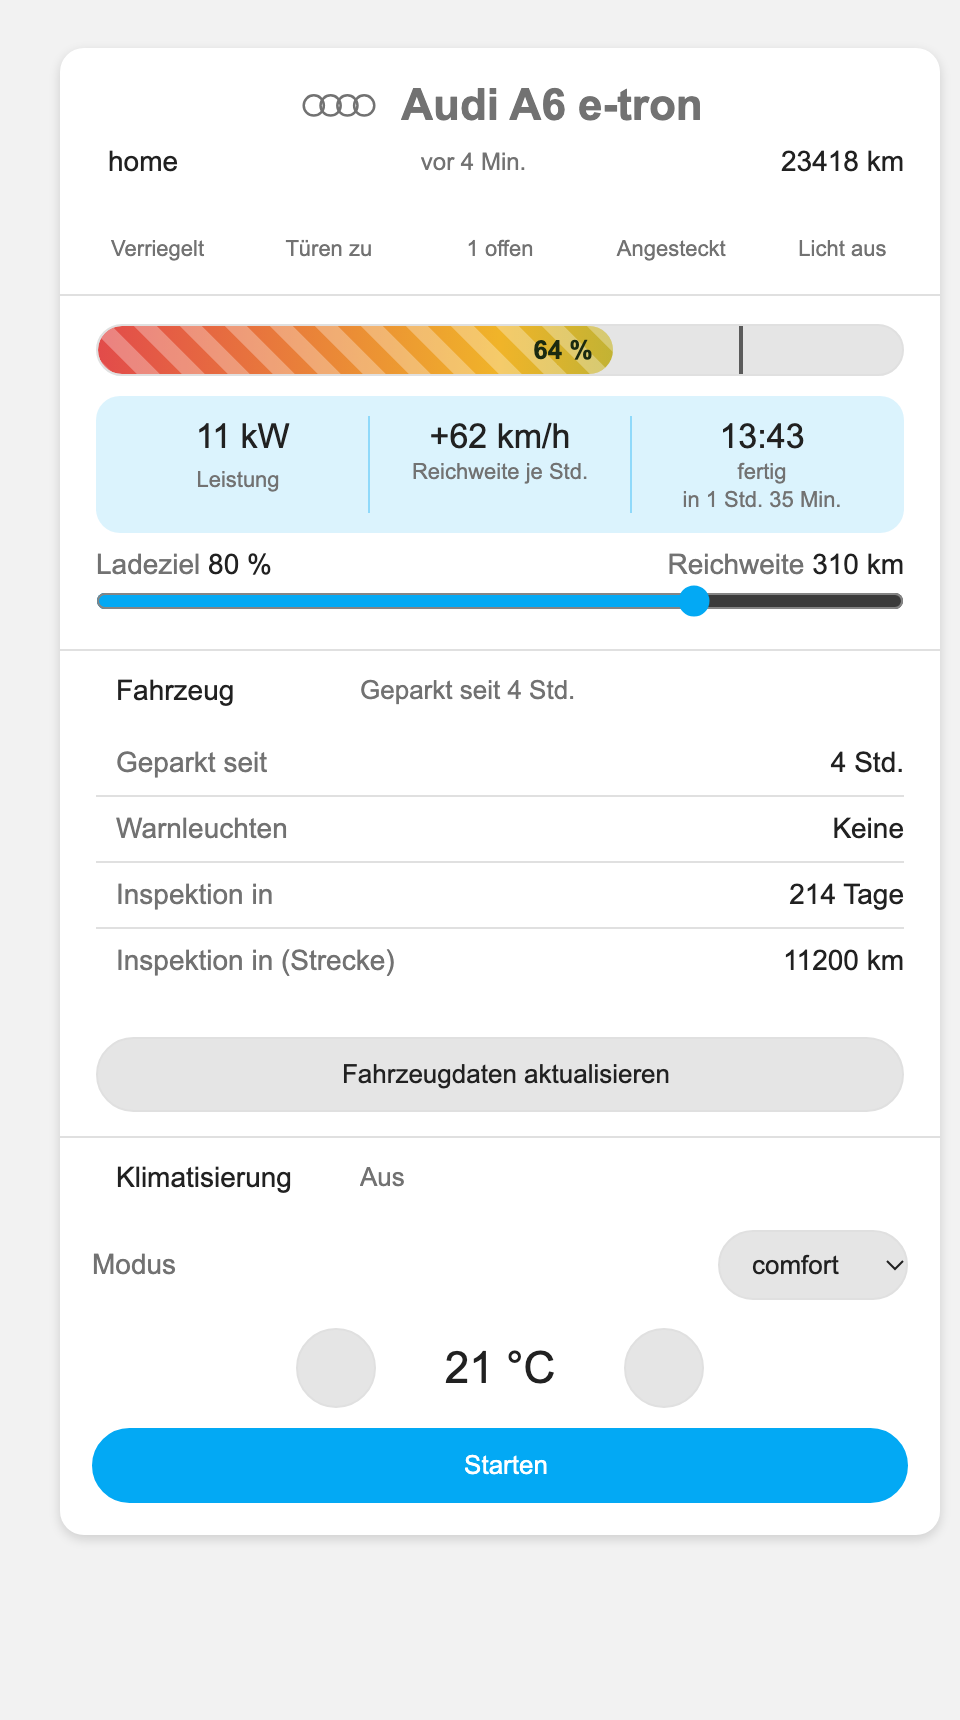 Audi A6 e-tron
home vor 4 Min. 23418 km
Verriegelt Türen zu 1 offen Angesteckt Licht aus
64 %
11 kW +62 km/h 13:43
Leistung Reichweite je Std. fertig
in 1 Std. 35 Min.
Ladeziel 80 % Reichweite 310 km
Fahrzeug Geparkt seit 4 Std.
Geparkt seit 4 Std.
Warnleuchten Keine
Inspektion in 214 Tage
Inspektion in (Strecke) 11200 km
Fahrzeugdaten aktualisieren
Klimatisierung Aus
Modus comfort
21 °C
Starten